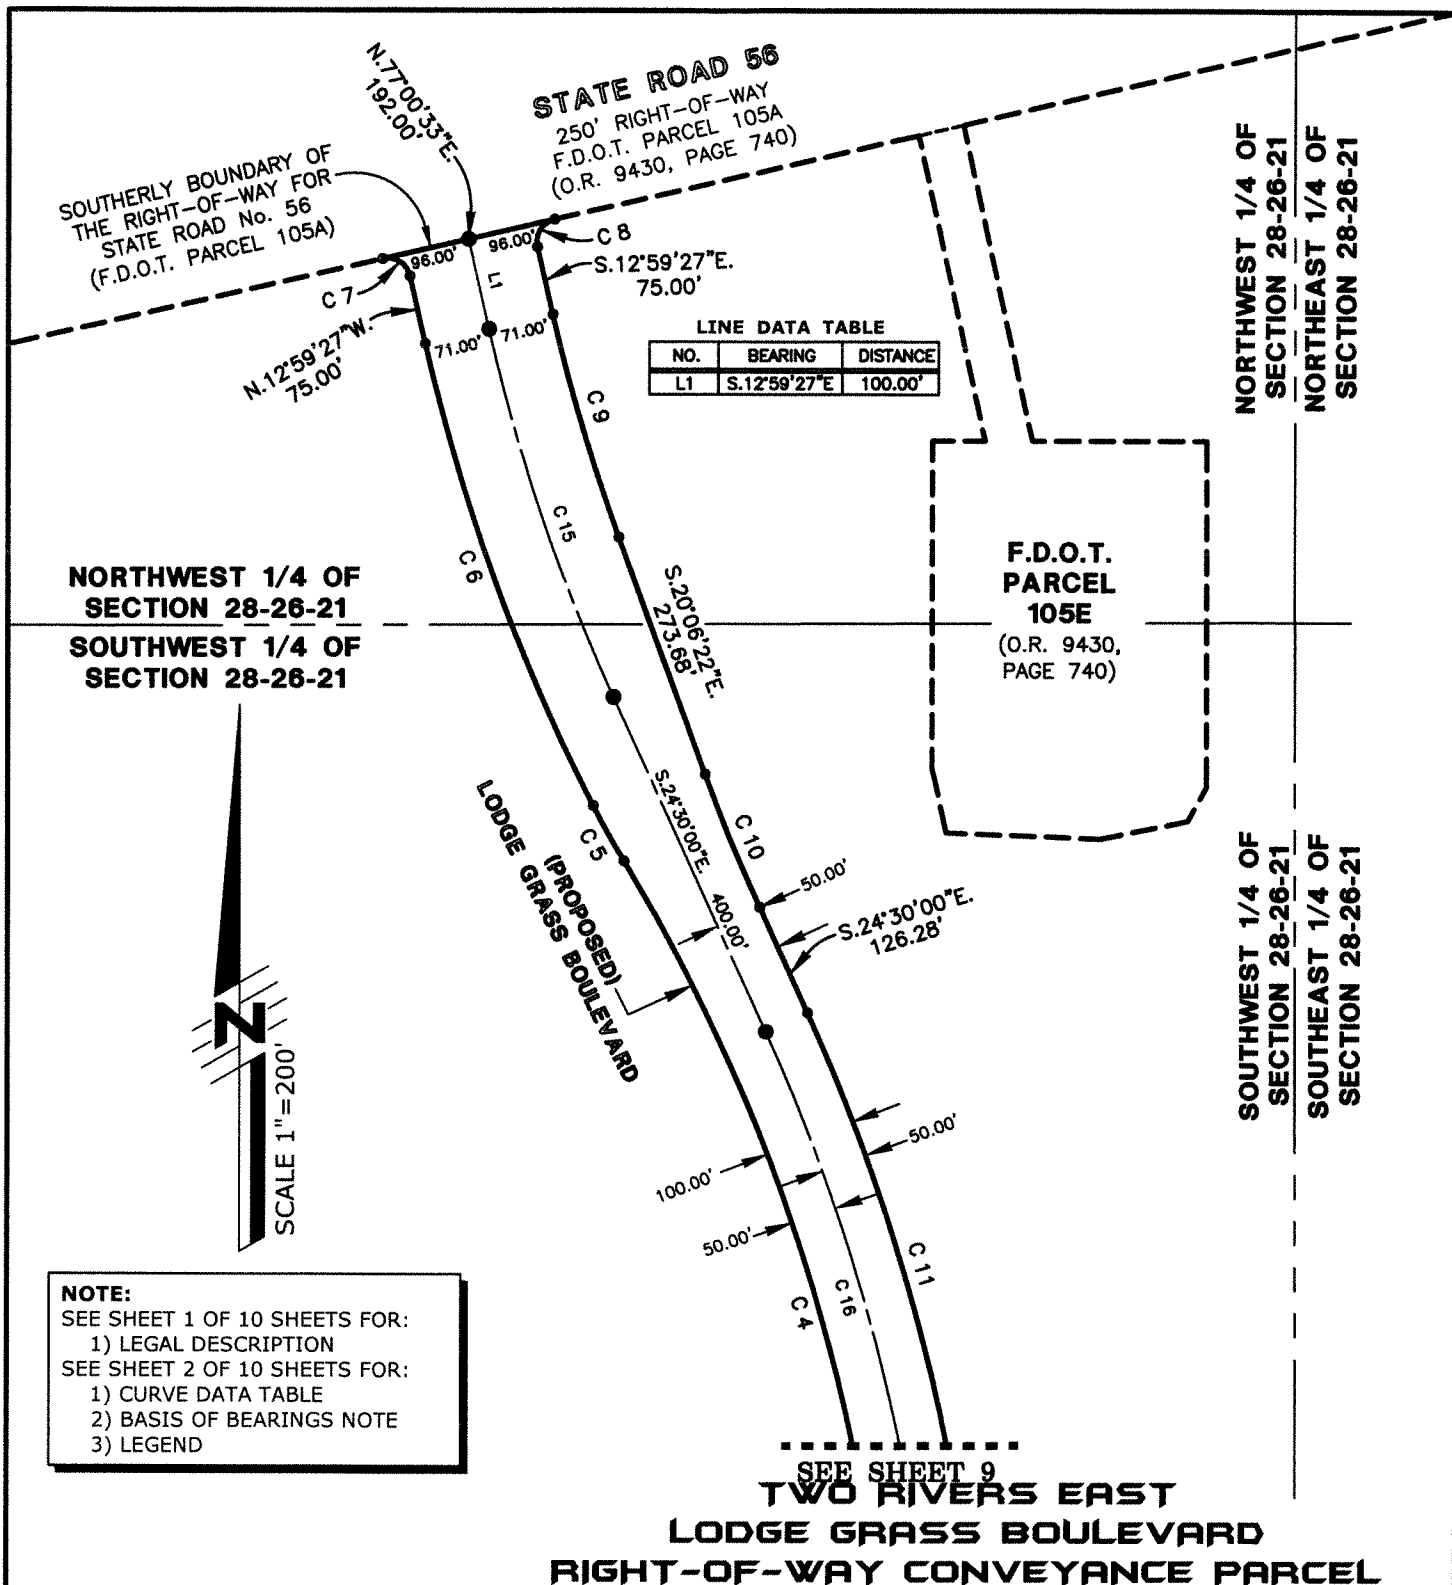 N.77°00'33"E.
192.00'
STATE ROAD 56
250' RIGHT-OF-WAY
F.D.O.T. PARCEL 105A
(O.R. 9430, PAGE 740)
SOUTHERLY BOUNDARY OF
THE RIGHT-OF-WAY FOR
STATE ROAD No. 56
(F.D.O.T. PARCEL 105A)
96.00'
96.00'
C 8
C 7
L1
S.12°59'27"E.
75.00'
N.12°59'27"W.
75.00'
71.00'
71.00'
LINE DATA TABLE
NO. BEARING DISTANCE
L1 S.12°59'27"E 100.00'
NORTHWEST 1/4 OF
SECTION 28-26-21
NORTHEAST 1/4 OF
SECTION 28-26-21
C 9
C 15
C 6
NORTHWEST 1/4 OF
SECTION 28-26-21
SOUTHWEST 1/4 OF
SECTION 28-26-21
S.20°06'22"E.
273.68'
F.D.O.T.
PARCEL
105E
(O.R. 9430,
PAGE 740)
S.24°30'00"E.
400.00'
C 5
C 10
(PROPOSED)
LODGE GRASS BOULEVARD
50.00'
S.24°30'00"E.
126.28'
SOUTHWEST 1/4 OF
SECTION 28-26-21
SOUTHEAST 1/4 OF
SECTION 28-26-21
N
SCALE 1"=200'
50.00'
100.00'
50.00'
C 11
C 16
C 4
NOTE:
SEE SHEET 1 OF 10 SHEETS FOR:
1) LEGAL DESCRIPTION
SEE SHEET 2 OF 10 SHEETS FOR:
1) CURVE DATA TABLE
2) BASIS OF BEARINGS NOTE
3) LEGEND
SEE SHEET 9
TWO RIVERS EAST
LODGE GRASS BOULEVARD
RIGHT-OF-WAY CONVEYANCE PARCEL